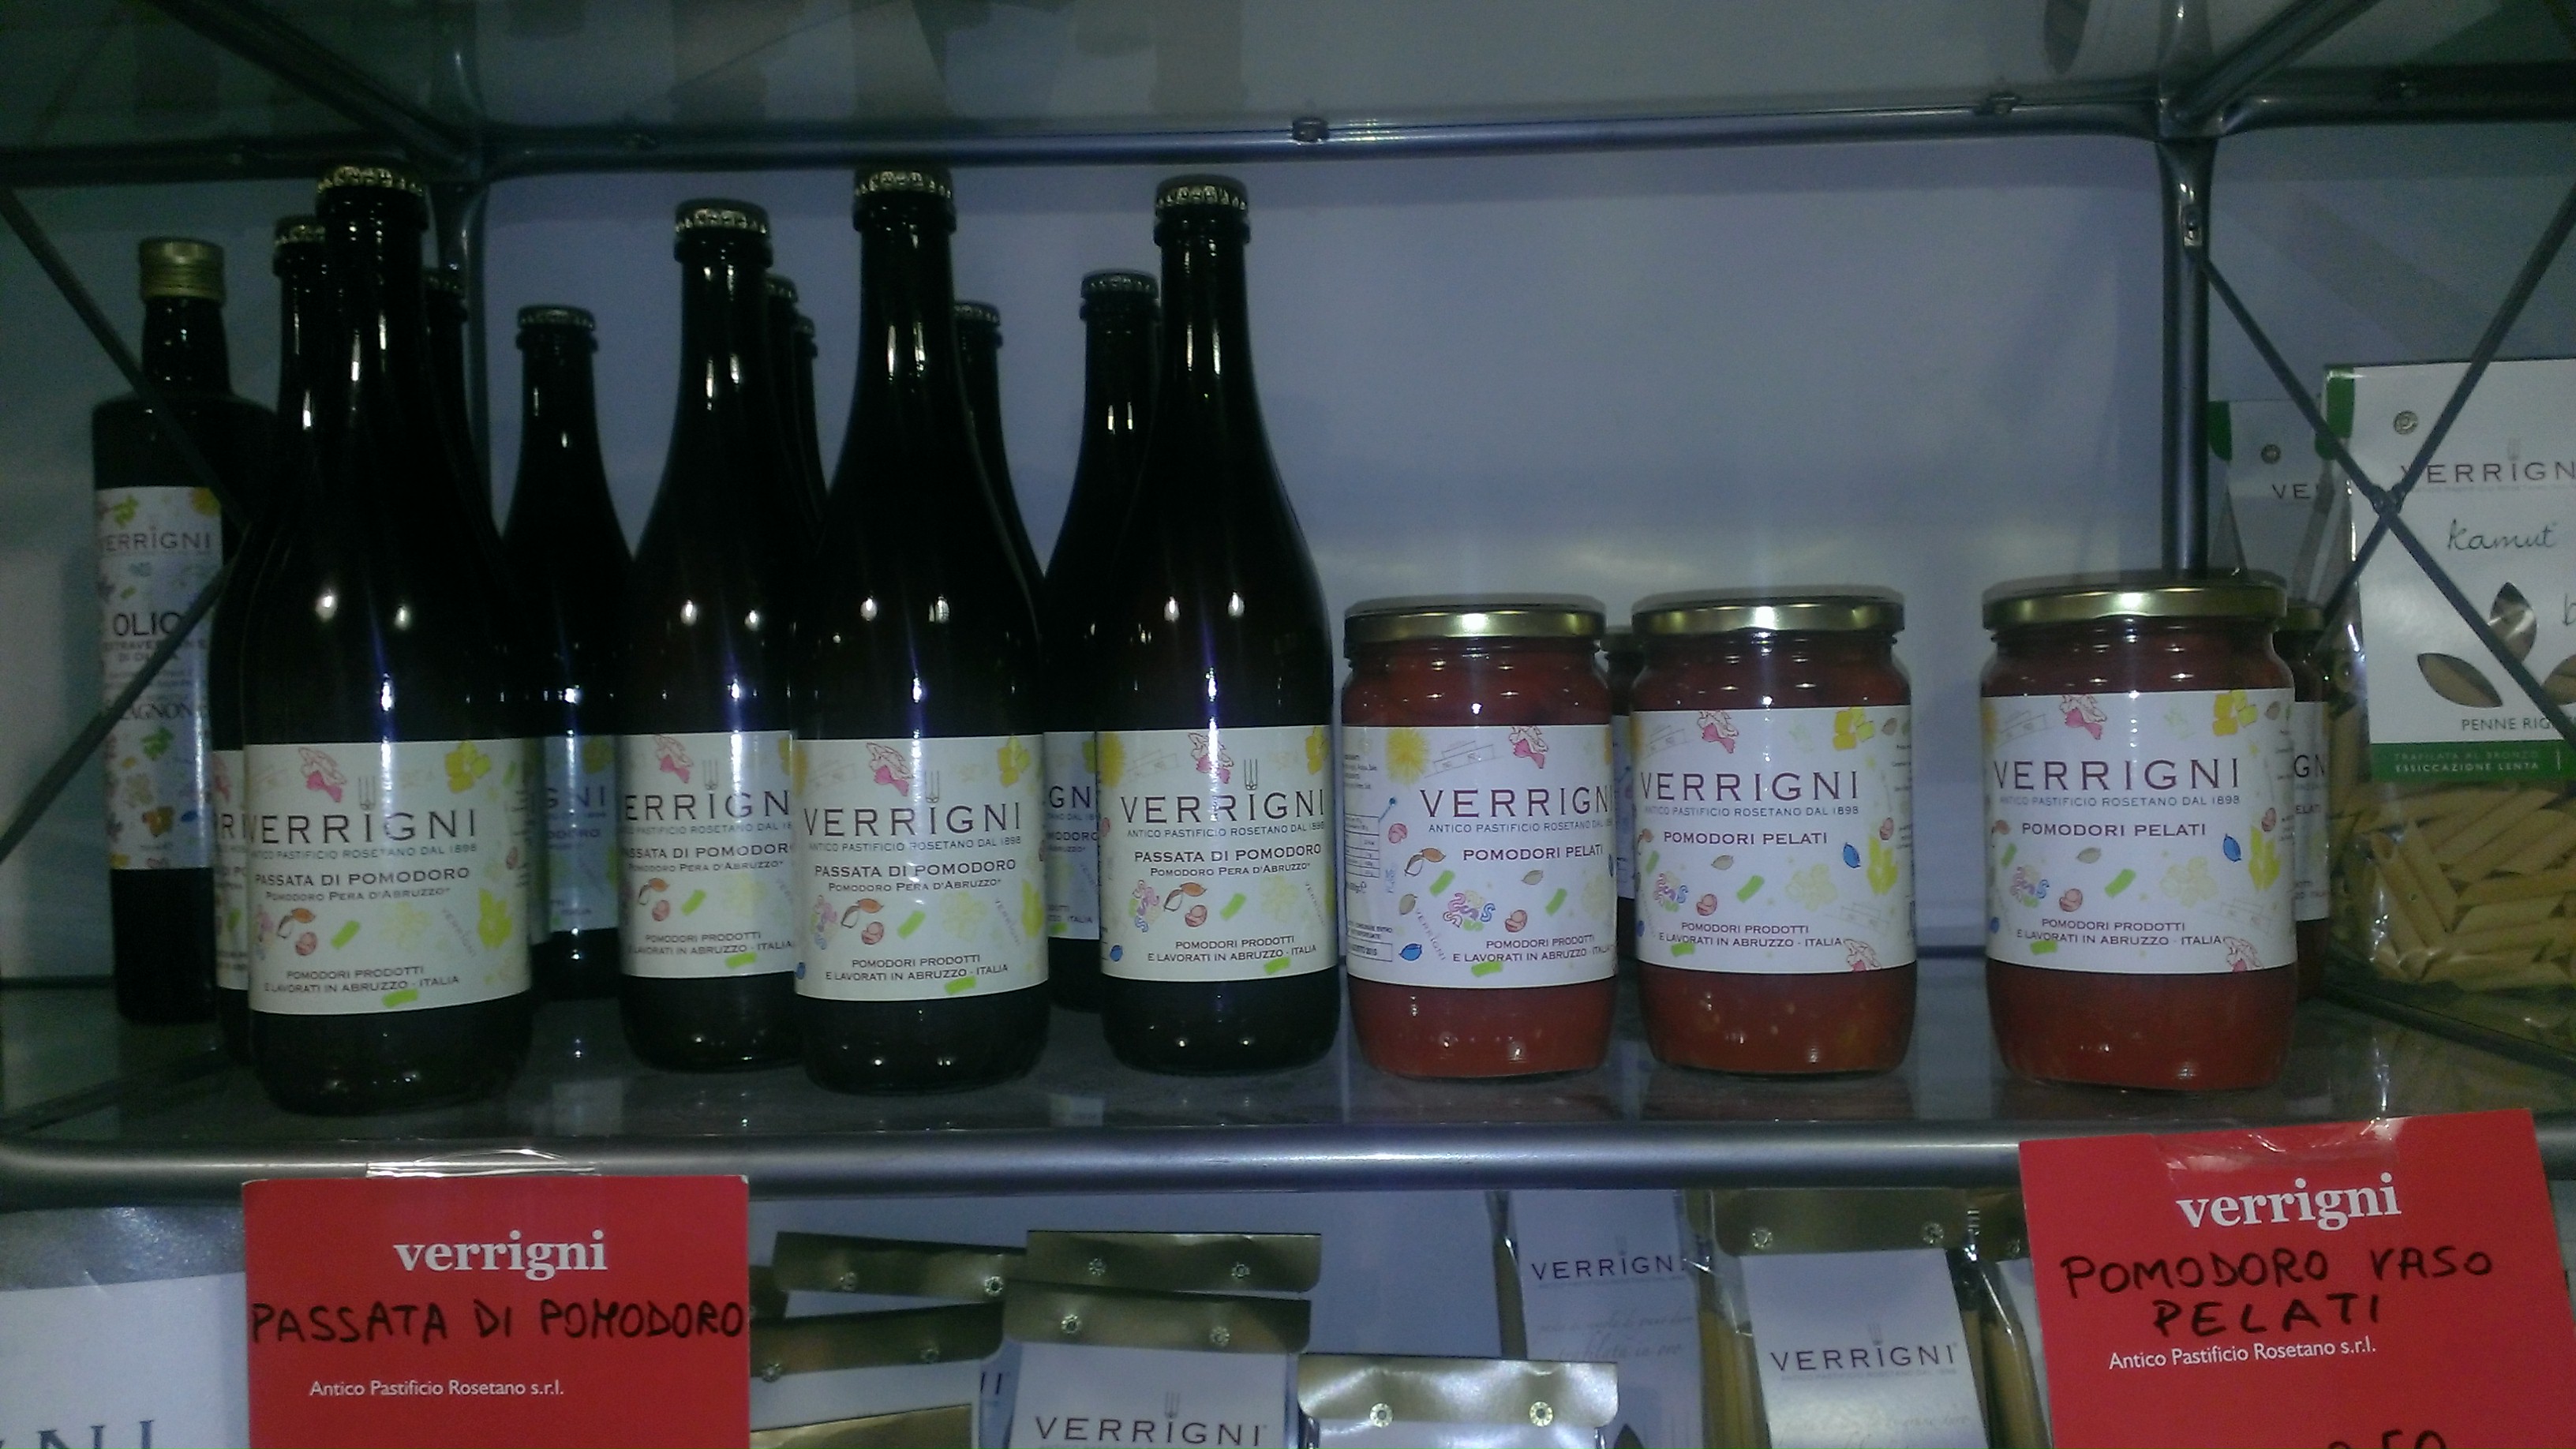 VERRIGNI
OLIO
VERRIGNI
ANTICO PASTIFICIO ROSETANO DAL 1898
PASSATA DI POMODORO
POMODORO PERA D'ABRUZZO*
POMODORI PRODOTTI
E LAVORATI IN ABRUZZO - ITALIA
ERRIGN
PASSATA DI POMODORO
POMODORO PERA D'ABRUZZO*
POMODORI PRODOTTI
E LAVORATI IN ABRUZZO - ITALIA
VERRIGNI
ANTICO PASTIFICIO ROSETANO DAL 1898
PASSATA DI POMODORO
POMODORO PERA D'ABRUZZO*
POMODORI PRODOTTI
E LAVORATI IN ABRUZZO - ITALIA
VERRIGNI
ANTICO PASTIFICIO ROSETANO DAL 1898
PASSATA DI POMODORO
POMODORO PERA D'ABRUZZO*
POMODORI PRODOTTI
E LAVORATI IN ABRUZZO - ITALIA
VERRIGNI
ANTICO PASTIFICIO ROSETANO DAL 1898
POMODORI PELATI
POMODORI PRODOTTI
E LAVORATI IN ABRUZZO - ITALIA
VERRIGNI
ANTICO PASTIFICIO ROSETANO DAL 1898
POMODORI PELATI
POMODORI PRODOTTI
E LAVORATI IN ABRUZZO - ITALIA
VERRIGNI
ANTICO PASTIFICIO ROSETANO DAL 1898
POMODORI PELATI
POMODORI PRODOTTI
E LAVORATI IN ABRUZZO - ITALIA
VERRIGN
Kamut
PENNE RIG
TRAFILATA AL BRONZO
ESSICCAZIONE LENTA
verrigni
PASSATA DI POMODORO
Antico Pastificio Rosetano s.r.l.
verrigni
POMODORO VASO
PELATI
Antico Pastificio Rosetano s.r.l.
VERRIGNI
VERRIGNI
VERRIGNI